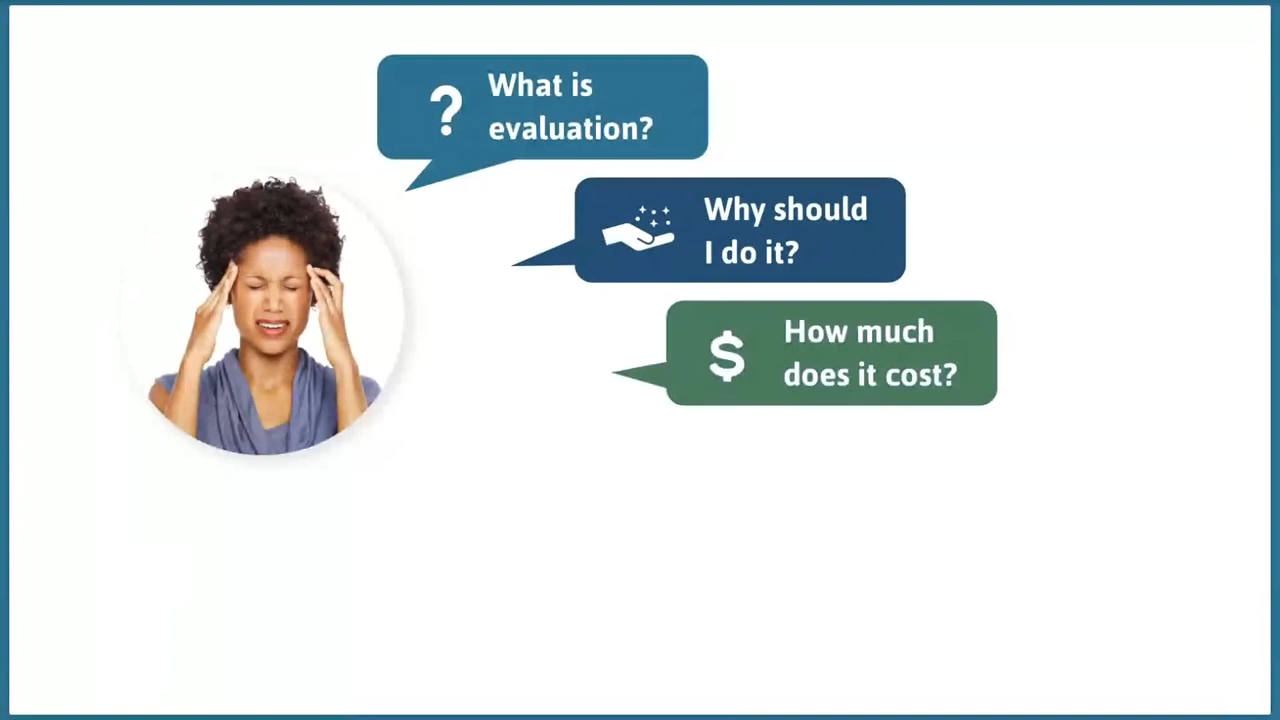 What is
evaluation?
Why should
I do it?
How much
does it cost?